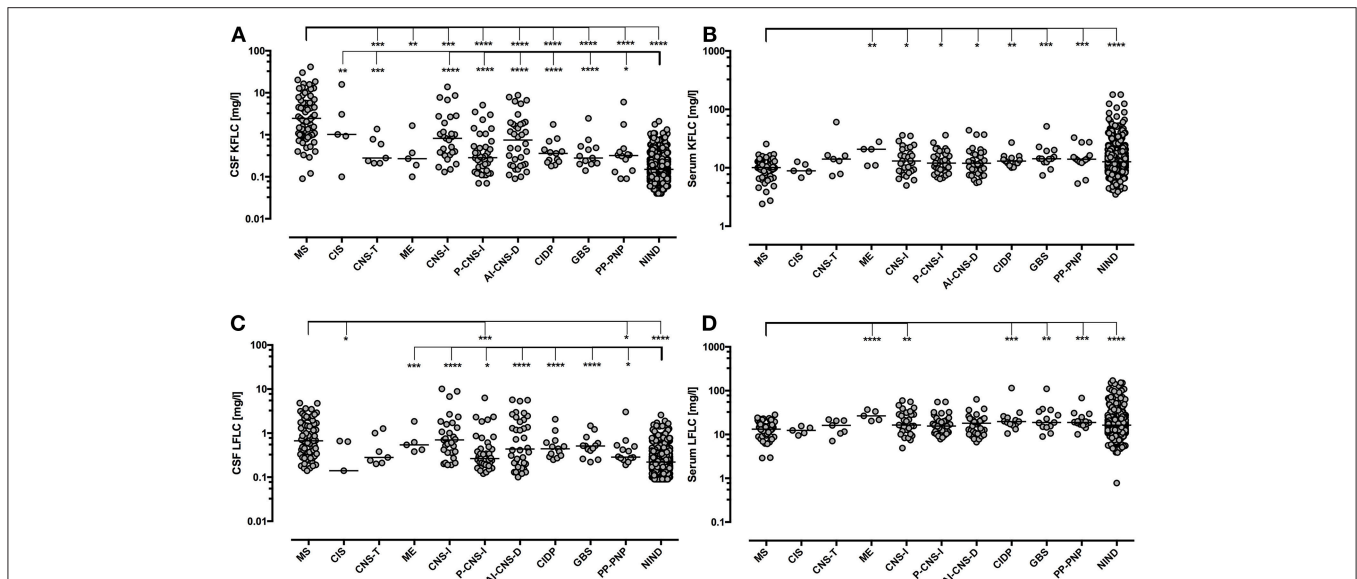 A
*** ** *** **** **** **** **** **** ****
** *** **** **** **** **** **** *
CSF KFLC [mg/l]
100
10
1
0.1
0.01
MS CIS CNS-T ME CNS-I P-CNS-I AI-CNS-D CIDP GBS PP-PNP NIND
B
** * * * ** *** *** ****
Serum KFLC [mg/l]
1000
100
10
1
MS CIS CNS-T ME CNS-I P-CNS-I AI-CNS-D CIDP GBS PP-PNP NIND
C
* *** * ****
*** **** * **** **** **** *
CSF LFLC [mg/l]
100
10
1
0.1
0.01
MS CIS CNS-T ME CNS-I P-CNS-I AI-CNS-D CIDP GBS PP-PNP NIND
D
**** ** *** ** *** ****
Serum LFLC [mg/l]
1000
100
10
1
0.1
MS CIS CNS-T ME CNS-I P-CNS-I AI-CNS-D CIDP GBS PP-PNP NIND